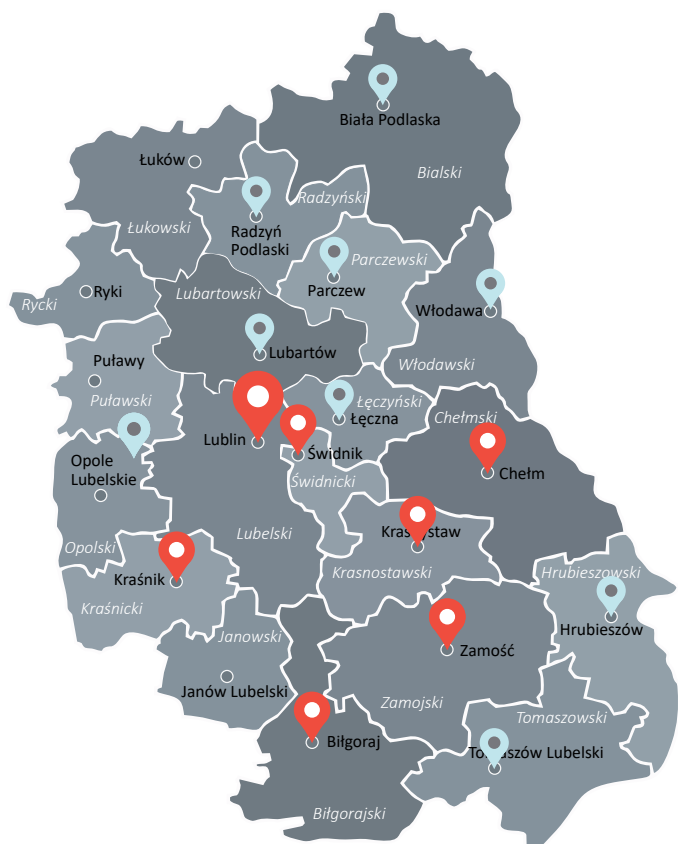 Biała Podlaska
Bialski
Łuków
Łukowski
Radzyński
Radzyń
Podlaski
Parczewski
Parczew
Rycki
Ryki
Lubartowski
Lubartów
Włodawa
Włodawski
Puławy
Puławski
Łęczyński
Łęczna
Chełmski
Chełm
Lublin
Świdnik
Świdnicki
Opole
Lubelskie
Opolski
Lubelski
Krasnystaw
Krasnostawski
Kraśnik
Kraśnicki
Hrubieszowski
Hrubieszów
Janowski
Janów Lubelski
Zamość
Zamojski
Tomaszowski
Tomaszów Lubelski
Biłgoraj
Biłgorajski